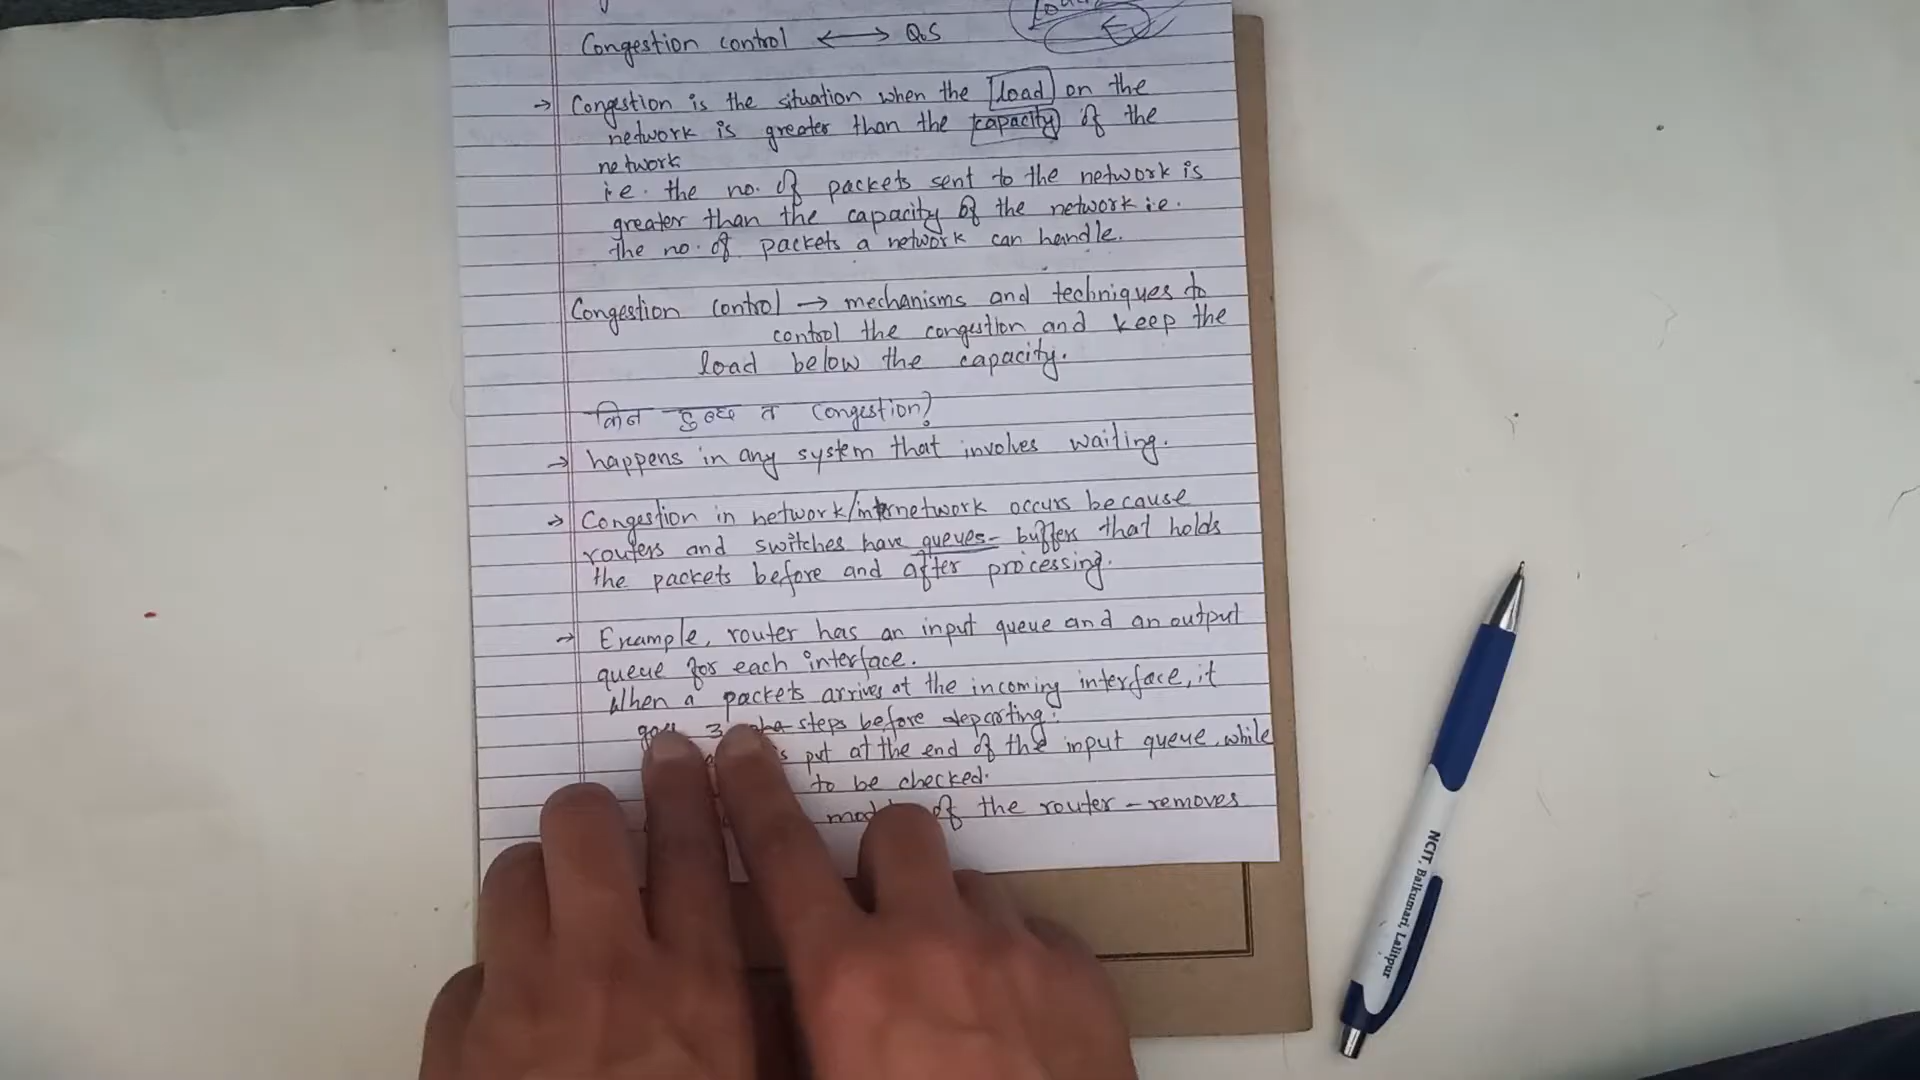 Congestion control ⟷ QoS
→ Congestion is the situation when the load on the
network is greater than the capacity of the
network
i.e. the no. of packets sent to the network is
greater than the capacity of the network i.e.
the no. of packets a network can handle.
Congestion control → mechanisms and techniques to
control the congestion and keep the
load below the capacity.
किन हुन्छ त Congestion?
→ happens in any system that involves waiting.
→ Congestion in network/internetwork occurs because
routers and switches have queues - buffers that holds
the packets before and after processing.
→ Example, router has an input queue and an output
queue for each interface.
When a packets arrives at the incoming interface, it
3 steps before departing.
is put at the end of the input queue while
to be checked.
of the router - removes
NCIT, Balkumari, Lalitpur